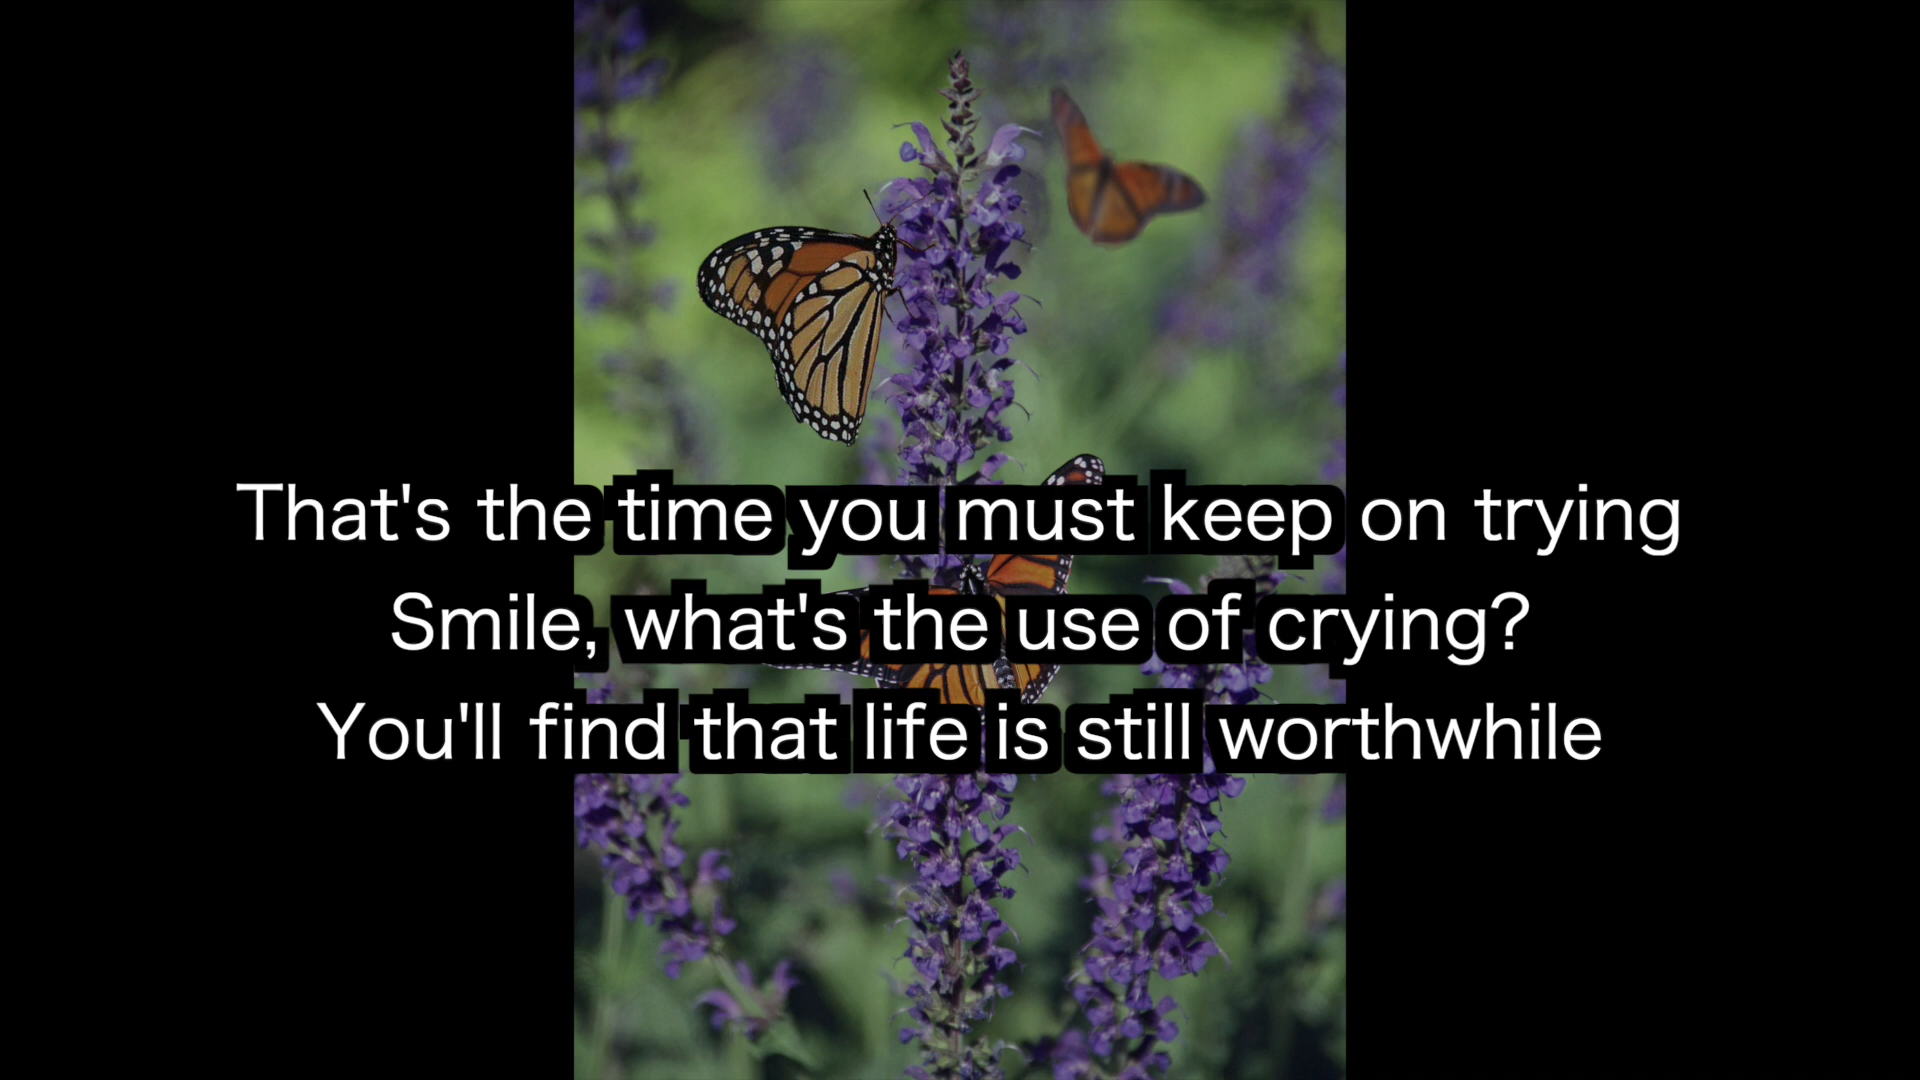 That's the time you must keep on trying
Smile, what's the use of crying?
You'll find that life is still worthwhile